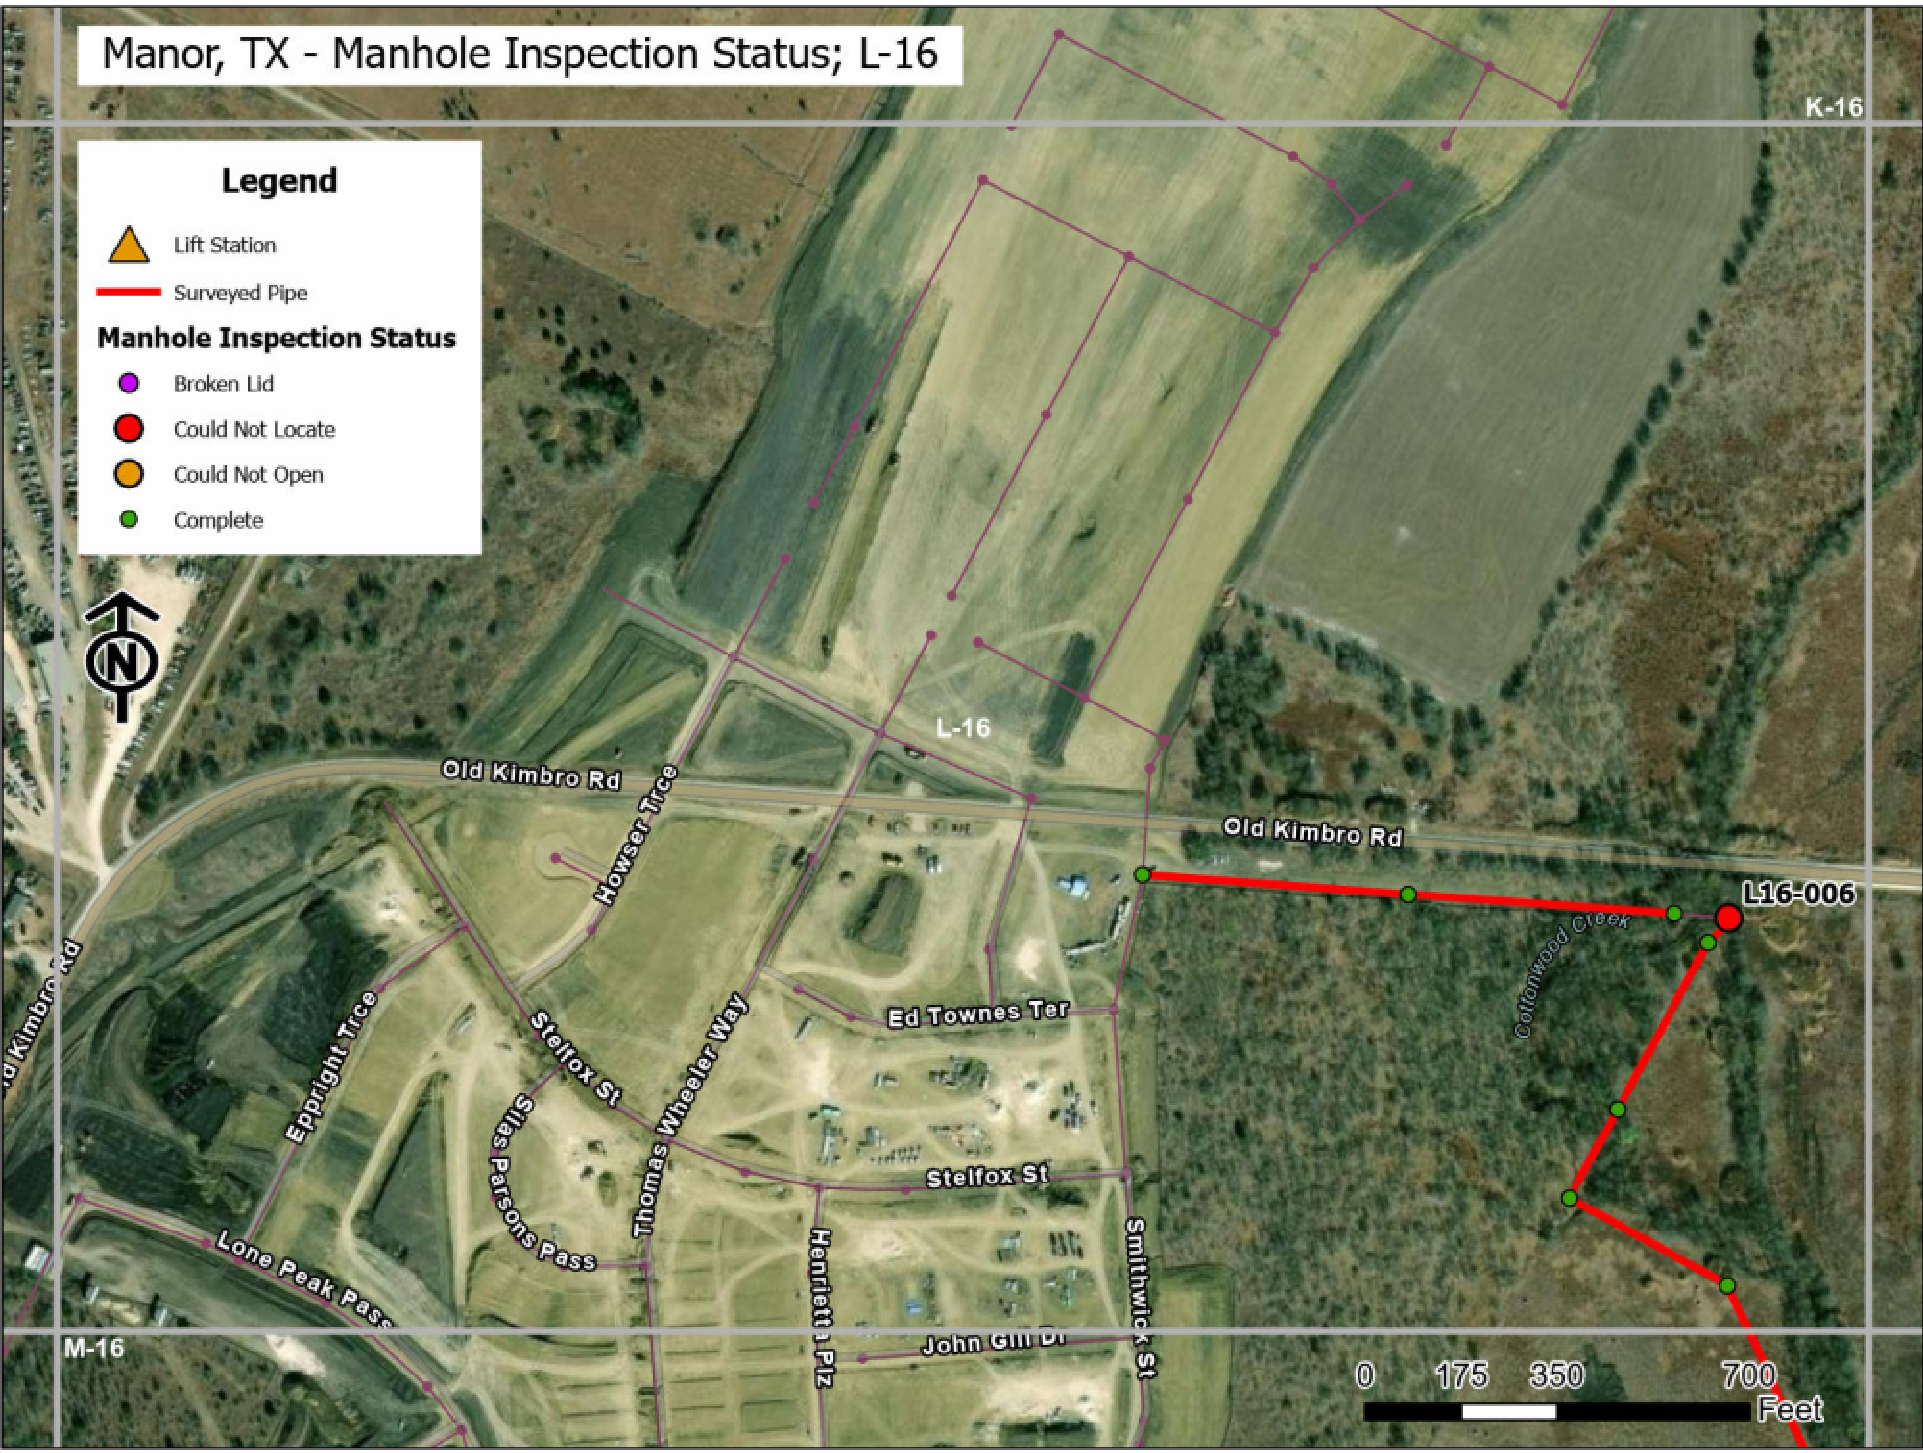 Manor, TX - Manhole Inspection Status; L-16
K-16
Legend
Lift Station
Surveyed Pipe
Manhole Inspection Status
Broken Lid
Could Not Locate
Could Not Open
Complete
N
L-16
Old Kimbro Rd
Howser Trce
Old Kimbro Rd
L16-006
Cottonwood Creek
d Kimbro Rd
Ed Townes Ter
Stelfox St
Eppright Trce
Thomas Wheeler Way
Silas Parsons Pass
Stelfox St
Lone Peak Pass
Henrietta Plz
Smithwick St
John Gill Dr
M-16
0 175 350 700
Feet